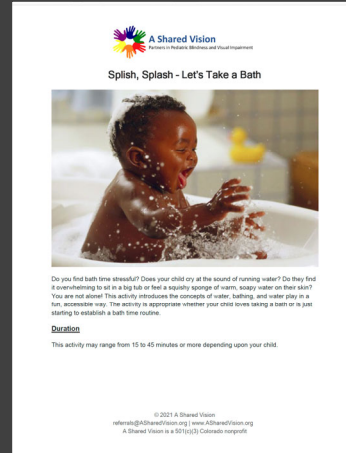 A Shared Vision
Partners in Pediatric Blindness and Visual Impairment
Splish, Splash - Let's Take a Bath
Do you find bath time stressful? Does your child cry at the sound of running water? Do they find
it overwhelming to sit in a big tub or feel a squishy sponge of warm, soapy water on their skin?
You are not alone! This activity introduces the concepts of water, bathing, and water play in a
fun, accessible way. The activity is appropriate whether your child loves taking a bath or is just
starting to establish a bath time routine.
Duration
This activity may range from 15 to 45 minutes or more depending upon your child.
© 2021 A Shared Vision
referrals@ASharedVision.org | www.ASharedVision.org
A Shared Vision is a 501(c)(3) Colorado nonprofit